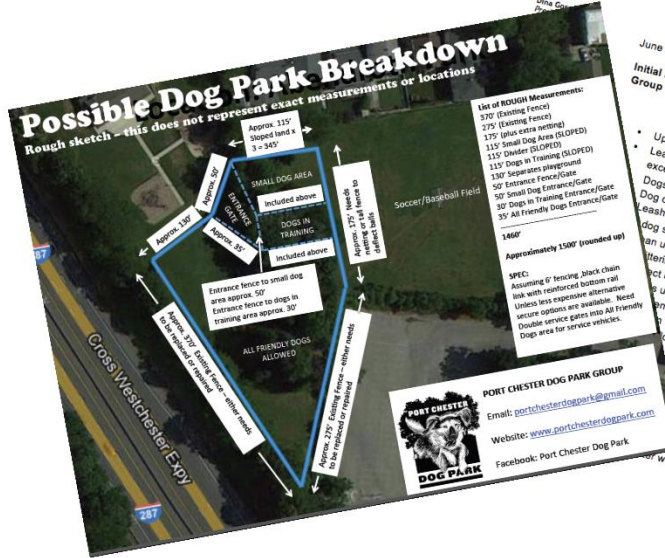 Possible Dog Park Breakdown
Rough sketch – this does not represent exact measurements or locations
Approx. 115'
Sloped land x
3 = 345'
Approx. 50'
SMALL DOG AREA
Included above
ENTRANCE
GATE
DOGS IN
TRAINING
Included above
Approx. 130'
Approx. 35'
Approx. 175' Needs
netting or tall fence to
deflect balls
Soccer/Baseball Field
Entrance fence to small dog
area approx. 50'
Entrance fence to dogs in
training area approx. 30'
ALL FRIENDLY DOGS
ALLOWED
Approx. 370' Existing Fence – either needs
to be replaced or repaired
Approx. 275' Existing Fence – either needs
to be replaced or repaired
287
Cross Westchester Expy
287
List of ROUGH Measurements:
370' (Existing Fence)
275' (Existing Fence)
175' (plus extra netting)
115' Small Dog Area (SLOPED)
115' Divider (SLOPED)
115' Dogs in Training (SLOPED)
130' Separates playground
50' Entrance Fence/Gate
50' Small Dog Entrance/Gate
30' Dogs in Training Entrance/Gate
35' All Friendly Dogs Entrance/Gate
1460'
Approximately 1500' (rounded up)
SPEC:
Assuming 6' fencing ,black chain
link with reinforced bottom rail
Unless less expensive alternative
secure options are available. Need
Double service gates into All Friendly
Dogs area for service vehicles.
PORT CHESTER
DOG PARK
PORT CHESTER DOG PARK GROUP
Email: portchesterdogpark@gmail.com
Website: www.portchesterdogpark.com
Facebook: Port Chester Dog Park
June
Initial
Group